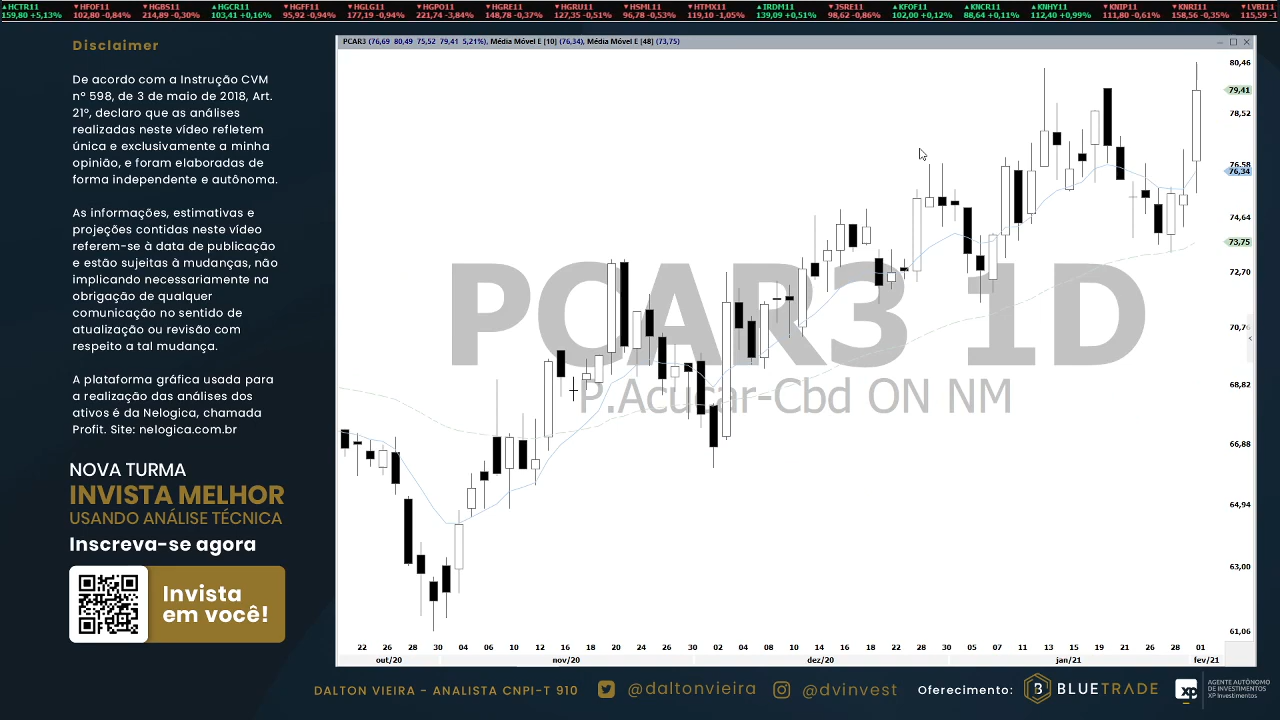 ▲HCTR11 ▼HFOF11 ▼HGBS11 ▲HGCR11 ▼HGFF11 ▼HGLG11 ▼HGPO11 ▼HGRE11 ▼HGRU11 ▼HSML11 ▼HTMX11 ▲IRDM11 ▼JSRE11 ▲KFOF11 ▲KNCR11 ▲KNHY11 ▼KNIP11 ▼KNRI11 ▼LVBI11
159,80 +5,13% 102,80 -0,84% 214,89 -0,30% 103,41 +0,16% 95,92 -0,94% 177,19 -0,94% 221,74 -3,84% 148,78 -0,37% 127,35 -0,51% 96,78 -0,53% 119,10 -1,05% 139,09 +0,51% 98,62 -0,86% 102,00 +0,12% 88,64 +0,11% 112,40 +0,99% 111,80 -0,61% 158,56 -0,35% 115,59 -1
Disclaimer
De acordo com a Instrução CVM
nº 598, de 3 de maio de 2018, Art.
21º, declaro que as análises
realizadas neste vídeo refletem
única e exclusivamente a minha
opinião, e foram elaboradas de
forma independente e autônoma.
As informações, estimativas e
projeções contidas neste vídeo
referem-se à data de publicação
e estão sujeitas à mudanças, não
implicando necessariamente na
obrigação de qualquer
comunicação no sentido de
atualização ou revisão com
respeito a tal mudança.
A plataforma gráfica usada para
a realização das análises dos
ativos é da Nelogica, chamada
Profit. Site: nelogica.com.br
NOVA TURMA
INVISTA MELHOR
USANDO ANÁLISE TÉCNICA
Inscreva-se agora
Invista
em você!
PCAR3 (76,69 80,49 75,52 79,41 5,21%), Média Móvel E [10] (76,34), Média Móvel E [48] (73,75)
PCAR3 1D
P.Acucar-Cbd ON NM
80,46
79,41
78,52
76,58
76,34
74,64
73,75
72,70
70,76
68,82
66,88
64,94
63,00
61,06
22 26 28 30 04 06 10 12 16 18 20 24 26 30 02 04 08 10 14 16 18 22 28 30 05 07 11 13 15 19 21 26 28 01
out/20 nov/20 dez/20 jan/21 fev/21
DALTON VIEIRA - ANALISTA CNPI-T 910 @daltonvieira @dvinvest Oferecimento: BLUETRADE
xp
AGENTE AUTÔNOMO
DE INVESTIMENTOS
XP Investimentos